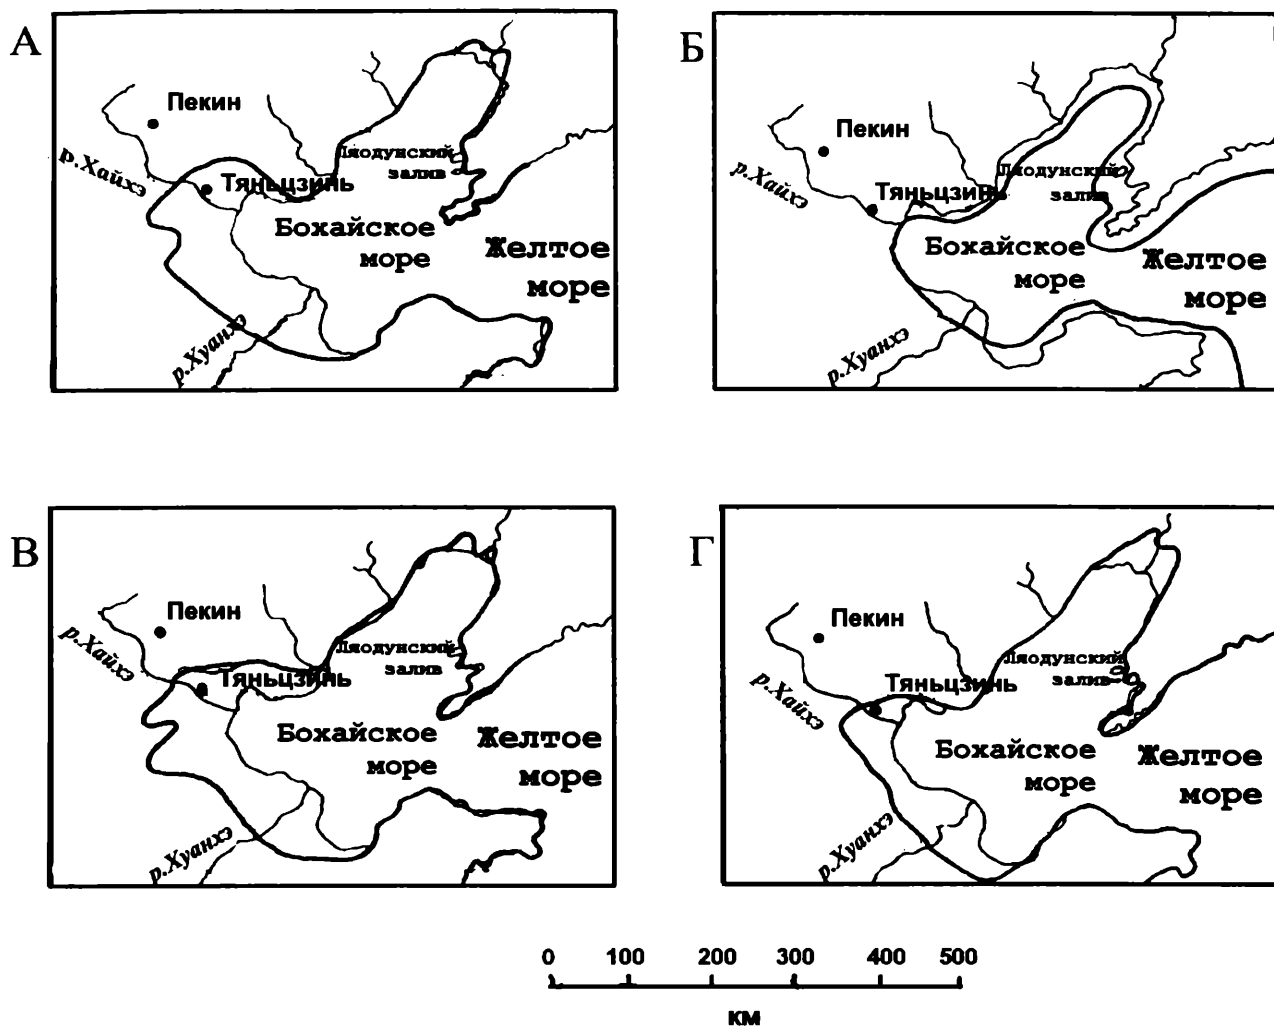 А
Пекин
р.Хайхэ
Тяньцзинь
Ляодунский
залив
Бохайское
море
Желтое
море
р.Хуанхэ
Б
Пекин
р.Хайхэ
Тяньцзинь
Ляодунский
залив
Бохайское
море
Желтое
море
р.Хуанхэ
В
Пекин
р.Хайхэ
Тяньцзинь
Ляодунский
залив
Бохайское
море
Желтое
море
р.Хуанхэ
Г
Пекин
р.Хайхэ
Тяньцзинь
Ляодунский
залив
Бохайское
море
Желтое
море
р.Хуанхэ
0 100 200 300 400 500
км